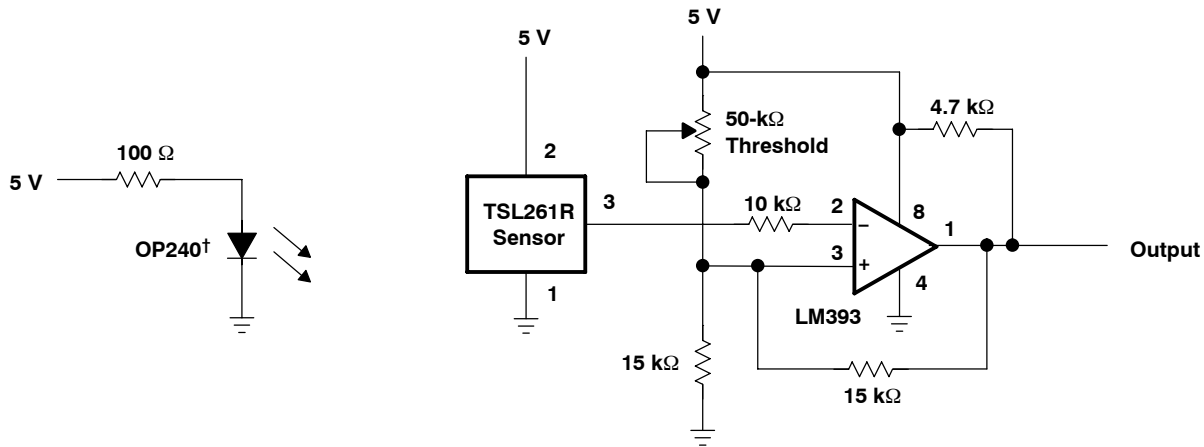 5 V
100 Ω
OP240†
5 V
2
TSL261R
Sensor
3
1
5 V
50-kΩ
Threshold
4.7 kΩ
10 kΩ
2
8
1
3
4
−
+
LM393
Output
15 kΩ
15 kΩ